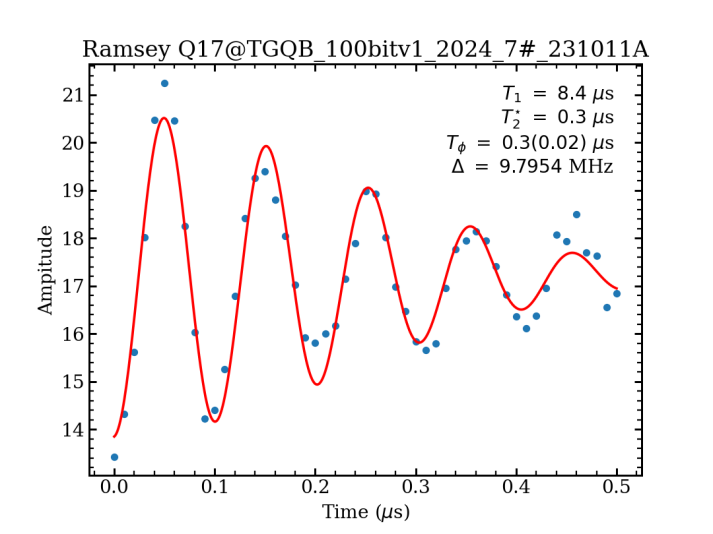 Ramsey Q17@TGQB_100bitv1_2024_7#_231011A
T₁ = 8.4 μs
T₂* = 0.3 μs
Tϕ = 0.3(0.02) μs
Δ = 9.7954 MHz
21
20
19
18
17
16
15
14
Ampitude
0.0 0.1 0.2 0.3 0.4 0.5
Time (μs)